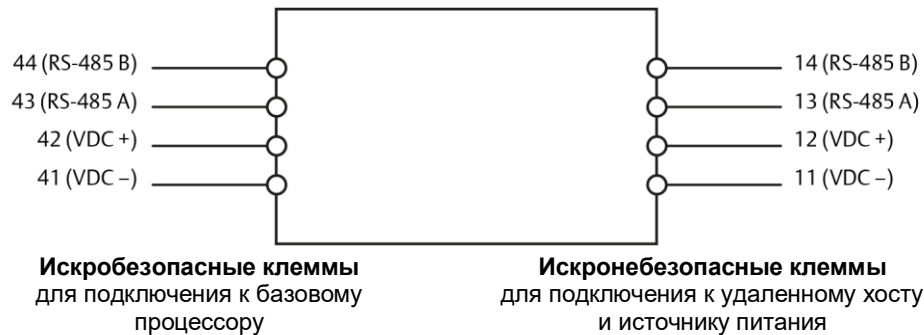 44 (RS-485 B)
43 (RS-485 A)
42 (VDC +)
41 (VDC –)
14 (RS-485 B)
13 (RS-485 A)
12 (VDC +)
11 (VDC –)
Искробезопасные клеммы
для подключения к базовому
процессору
Искронебезопасные клеммы
для подключения к удаленному хосту
и источнику питания